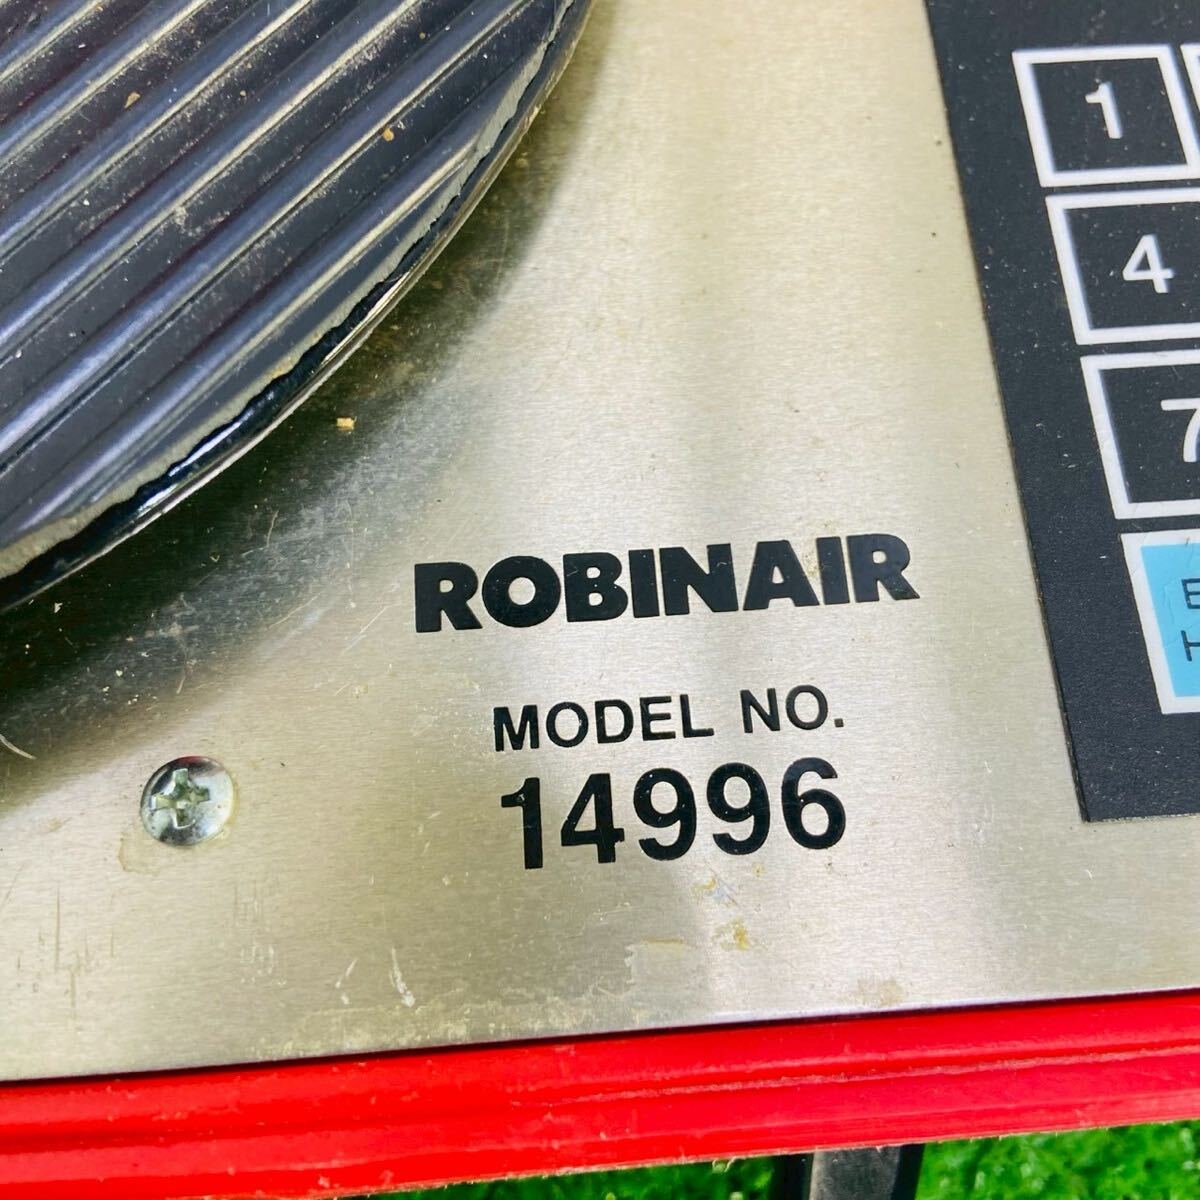 1
4
7
ROBINAIR
MODEL NO.
14996